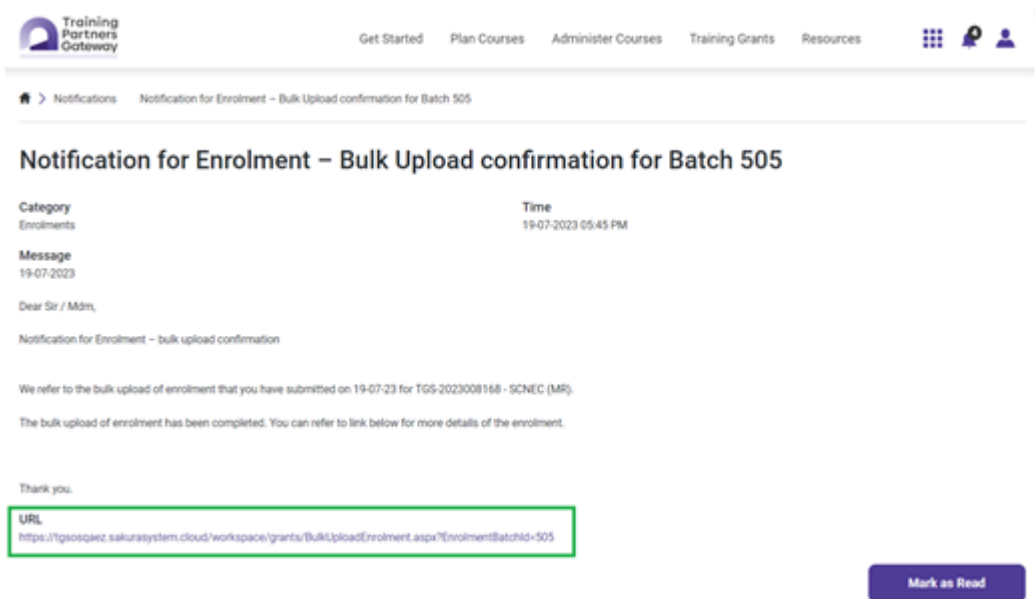 Training
Partners
Gateway
Get Started Plan Courses Administer Courses Training Grants Resources
4
> Notifications Notification for Enrolment – Bulk Upload confirmation for Batch 505
Notification for Enrolment – Bulk Upload confirmation for Batch 505
Category Time
Enrolments 19-07-2023 05:45 PM
Message
19-07-2023
Dear Sir / Mdm,
Notification for Enrolment – bulk upload confirmation
We refer to the bulk upload of enrolment that you have submitted on 19-07-23 for TGS-2023008168 - SCNEC (MR).
The bulk upload of enrolment has been completed. You can refer to link below for more details of the enrolment.
Thank you.
URL
https://tgsosqaez.sakurasystem.cloud/workspace/grants/BulkUploadEnrolment.aspx?EnrolmentBatchId=505
Mark as Read